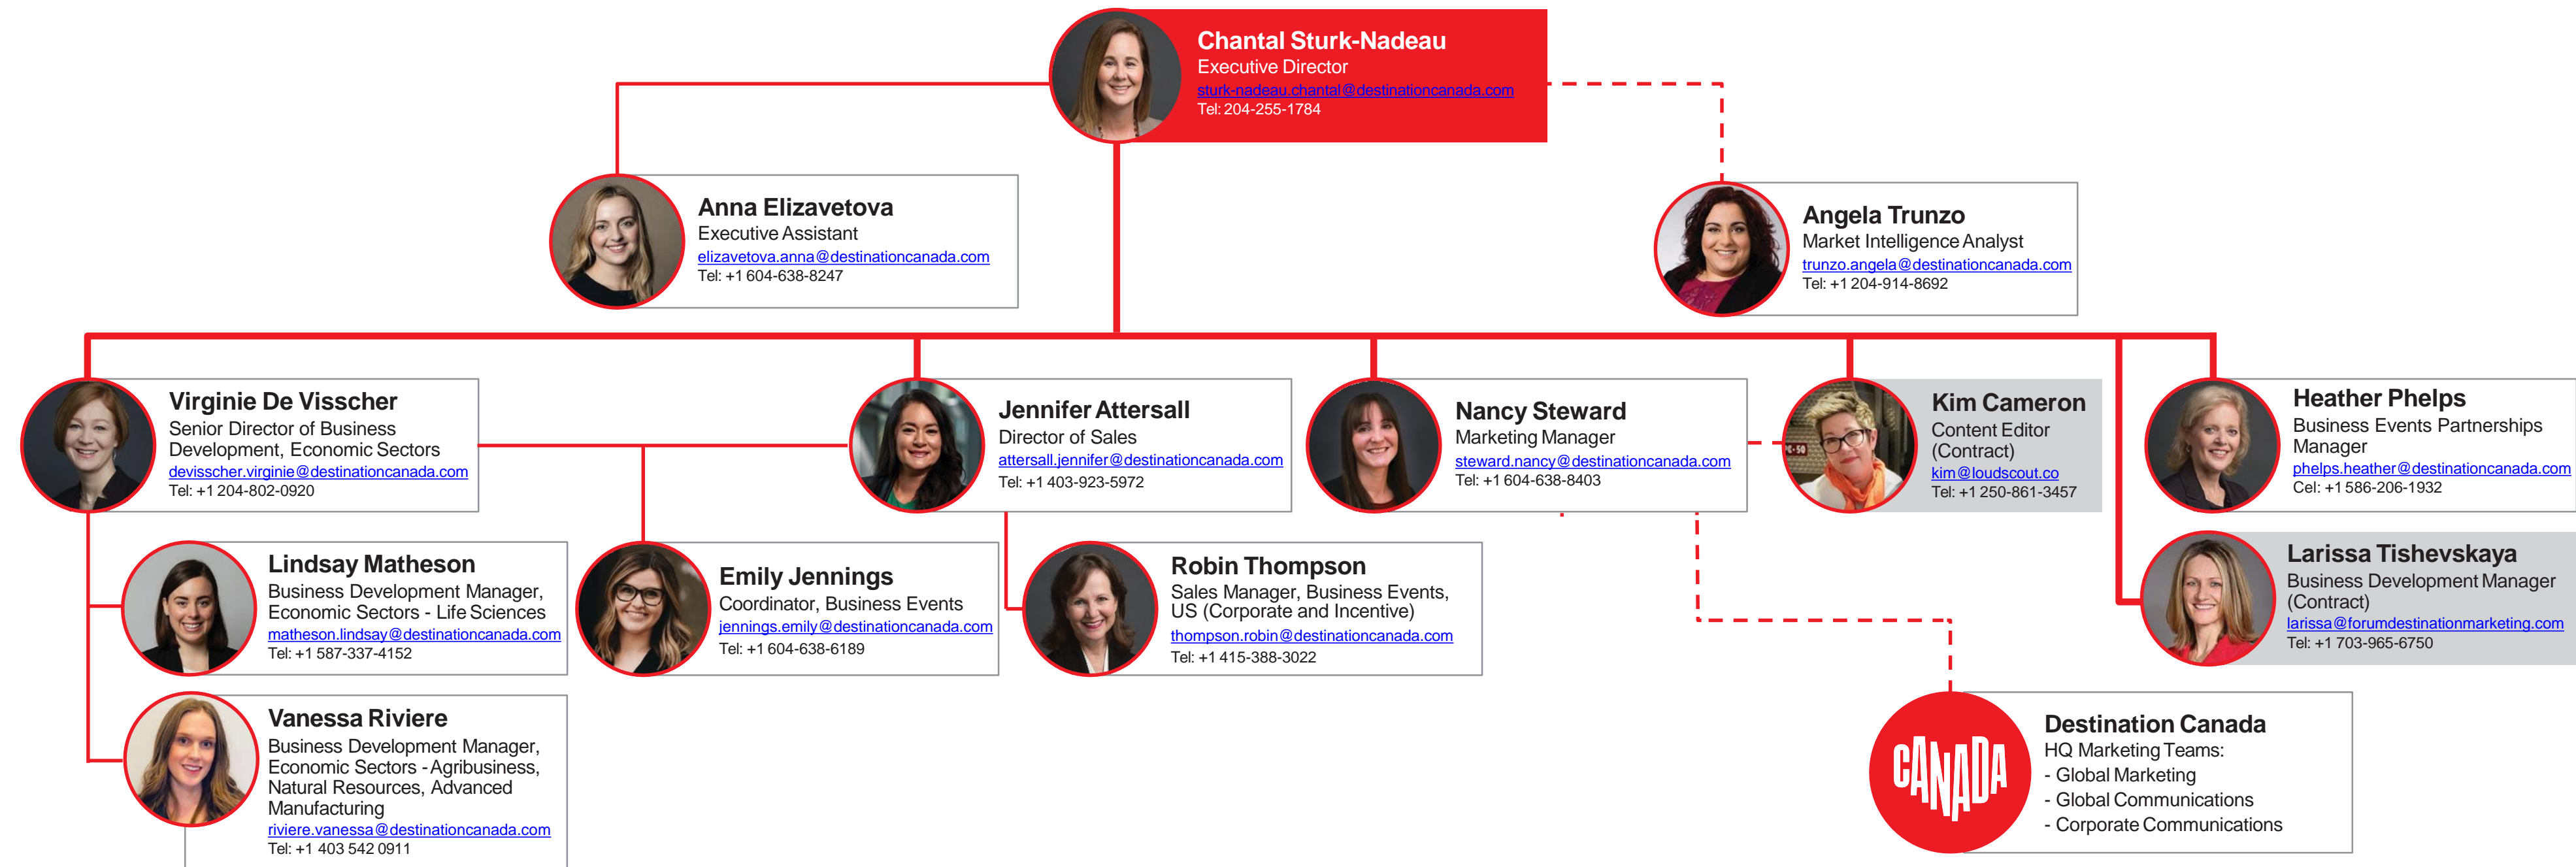 Chantal Sturk-Nadeau
Executive Director
sturk-nadeau.chantal@destinationcanada.com
Tel: 204-255-1784
Anna Elizavetova
Executive Assistant
elizavetova.anna@destinationcanada.com
Tel: +1 604-638-8247
Angela Trunzo
Market Intelligence Analyst
trunzo.angela@destinationcanada.com
Tel: +1 204-914-8692
Virginie De Visscher
Senior Director of Business
Development, Economic Sectors
devisscher.virginie@destinationcanada.com
Tel: +1 204-802-0920
Jennifer Attersall
Director of Sales
attersall.jennifer@destinationcanada.com
Tel: +1 403-923-5972
Nancy Steward
Marketing Manager
steward.nancy@destinationcanada.com
Tel: +1 604-638-8403
Kim Cameron
Content Editor
(Contract)
kim@loudscout.co
Tel: +1 250-861-3457
Heather Phelps
Business Events Partnerships
Manager
phelps.heather@destinationcanada.com
Cel: +1 586-206-1932
Lindsay Matheson
Business Development Manager,
Economic Sectors - Life Sciences
matheson.lindsay@destinationcanada.com
Tel: +1 587-337-4152
Emily Jennings
Coordinator, Business Events
jennings.emily@destinationcanada.com
Tel: +1 604-638-6189
Robin Thompson
Sales Manager, Business Events,
US (Corporate and Incentive)
thompson.robin@destinationcanada.com
Tel: +1 415-388-3022
Larissa Tishevskaya
Business Development Manager
(Contract)
larissa@forumdestinationmarketing.com
Tel: +1 703-965-6750
Vanessa Riviere
Business Development Manager,
Economic Sectors - Agribusiness,
Natural Resources, Advanced
Manufacturing
riviere.vanessa@destinationcanada.com
Tel: +1 403 542 0911
CANADA
Destination Canada
HQ Marketing Teams:
- Global Marketing
- Global Communications
- Corporate Communications